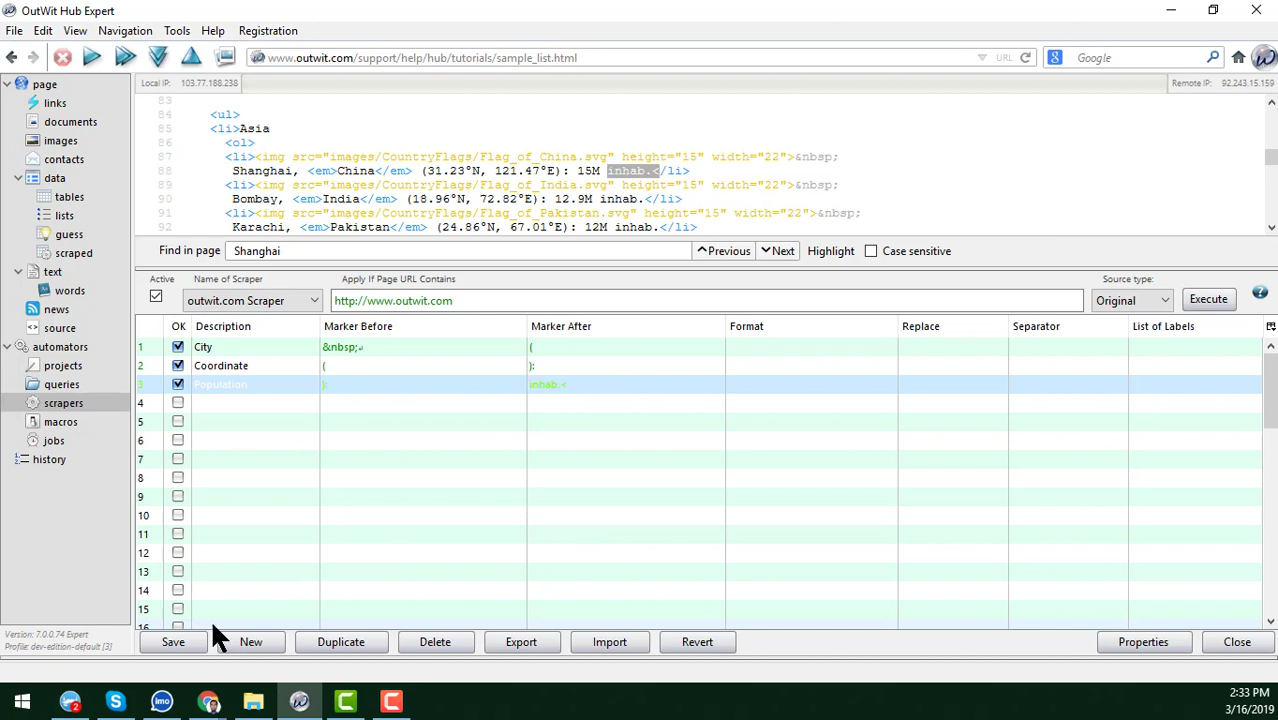 OutWit Hub Expert
File Edit View Navigation Tools Help Registration
www.outwit.com/support/help/hub/tutorials/sample_list.html URL Google
page
links
documents
images
contacts
data
tables
lists
guess
scraped
text
words
news
source
automators
projects
queries
scrapers
macros
jobs
history
Version: 7.0.0.74 Expert
Profile: dev-edition-default [3]
Local IP: 103.77.188.238 Remote IP: 92.243.15.159
83
84 <ul>
85 <li>Asia
86 <ol>
87 <li><img src="images/CountryFlags/Flag_of_China.svg" height="15" width="22">&nbsp;
88 Shanghai, <em>China</em> (31.23°N, 121.47°E): 15M inhab.</li>
89 <li><img src="images/CountryFlags/Flag_of_India.svg" height="15" width="22">&nbsp;
90 Bombay, <em>India</em> (18.96°N, 72.82°E): 12.9M inhab.</li>
91 <li><img src="images/CountryFlags/Flag_of_Pakistan.svg" height="15" width="22">&nbsp;
92 Karachi, <em>Pakistan</em> (24.86°N, 67.01°E): 12M inhab.</li>
Find in page Shanghai Previous Next Highlight Case sensitive
Active Name of Scraper Apply If Page URL Contains Source type:
outwit.com Scraper http://www.outwit.com Original Execute
OK Description Marker Before Marker After Format Replace Separator List of Labels
1 City &nbsp;↲ (
2 Coordinate ( ):
3 Population ): inhab.<
4
5
6
7
8
9
10
11
12
13
14
15
16
Save New Duplicate Delete Export Import Revert Properties Close
2
imo
2:33 PM
3/16/2019